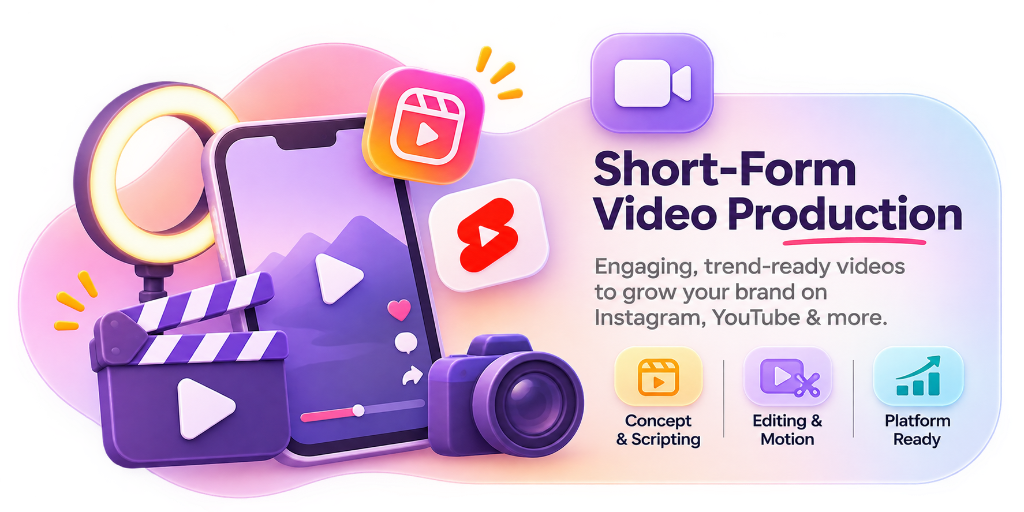 Short-Form
Video Production
Engaging, trend-ready videos
to grow your brand on
Instagram, YouTube & more.
Concept
& Scripting
Editing &
Motion
Platform
Ready